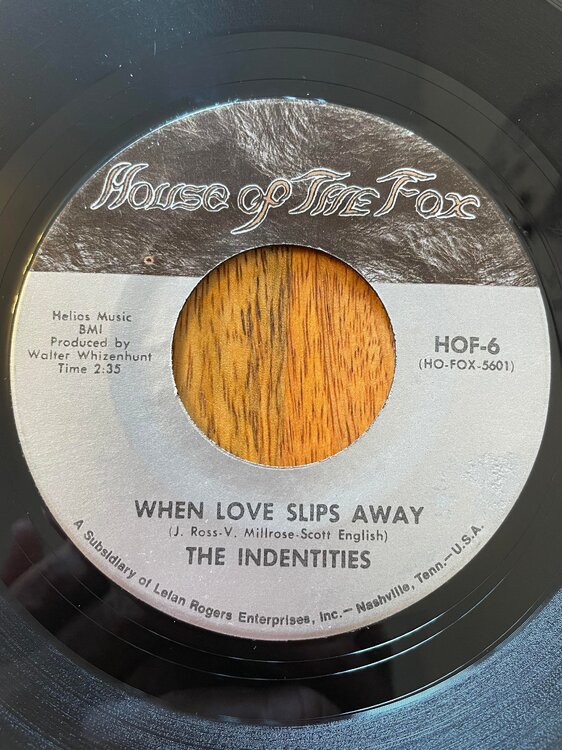 House of The Fox
Helios Music
BMI
Produced by
Walter Whizenhunt
Time 2:35
HOF-6
(HO-FOX-5601)
WHEN LOVE SLIPS AWAY
(J. Ross-V. Millrose-Scott English)
THE INDENTITIES
A Subsidiary of Lelan Rogers Enterprises, Inc.— Nashville, Tenn.— U.S.A.